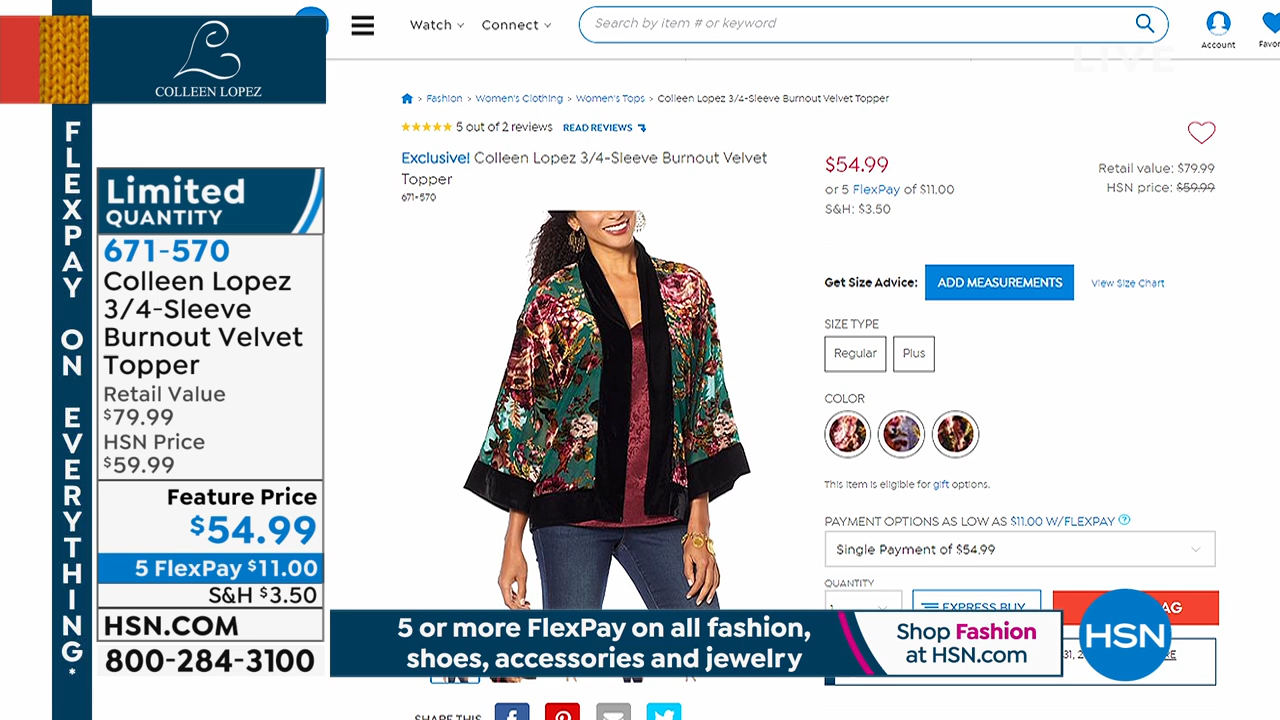 COLLEEN LOPEZ
FLEXPAY ON EVERYTHING*
Limited
QUANTITY
671-570
Colleen Lopez
3/4-Sleeve
Burnout Velvet
Topper
Retail Value
$79.99
HSN Price
$59.99
Feature Price
$54.99
5 FlexPay $11.00
S&H $3.50
HSN.COM
800-284-3100
Watch
Connect
Search by item # or keyword
Account
LIVE
Fashion > Women's Clothing > Women's Tops > Colleen Lopez 3/4-Sleeve Burnout Velvet Topper
5 out of 2 reviews READ REVIEWS
Exclusive! Colleen Lopez 3/4-Sleeve Burnout Velvet
Topper
671-570
$54.99
or 5 FlexPay of $11.00
S&H: $3.50
Retail value: $79.99
HSN price: $59.99
Get Size Advice: ADD MEASUREMENTS View Size Chart
SIZE TYPE
Regular Plus
COLOR
This item is eligible for gift options.
PAYMENT OPTIONS AS LOW AS $11.00 W/FLEXPAY ?
Single Payment of $54.99
QUANTITY
1
EXPRESS BUY
AG
5 or more FlexPay on all fashion,
shoes, accessories and jewelry
Shop Fashion
at HSN.com
HSN
SHARE THIS